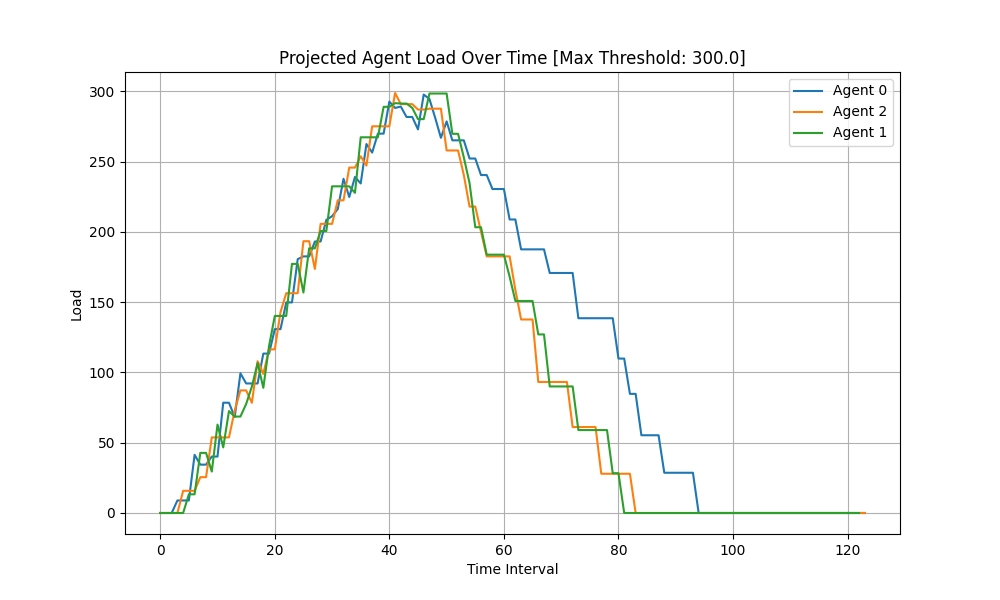 Projected Agent Load Over Time [Max Threshold: 300.0]
Agent 0
Agent 2
Agent 1
300
250
200
150
100
50
0
Load
0 20 40 60 80 100 120
Time Interval